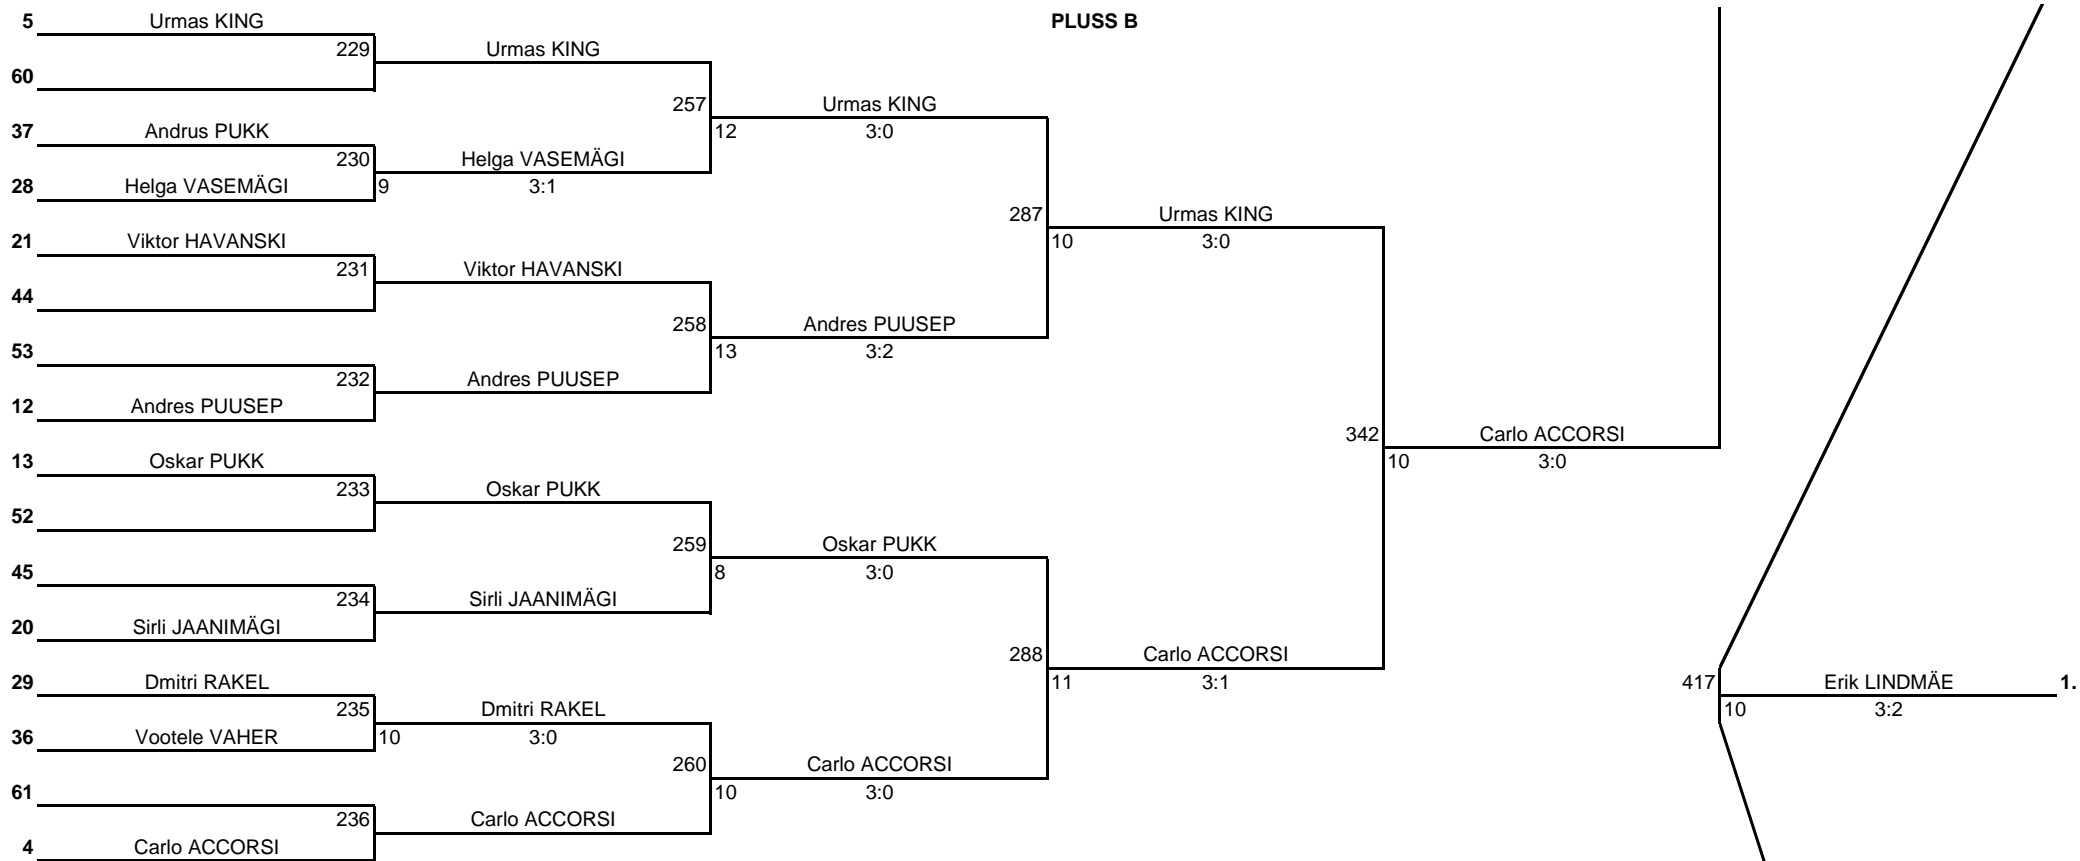 5 Urmas KING PLUSS B
229 Urmas KING
60
257 Urmas KING
37 Andrus PUKK 12 3:0
230 Helga VASEMÄGI
28 Helga VASEMÄGI 9 3:1
287 Urmas KING
21 Viktor HAVANSKI 10 3:0
231 Viktor HAVANSKI
44
258 Andres PUUSEP
53 13 3:2
232 Andres PUUSEP
12 Andres PUUSEP
342 Carlo ACCORSI
13 Oskar PUKK 10 3:0
233 Oskar PUKK
52
259 Oskar PUKK
45 8 3:0
234 Sirli JAANIMÄGI
20 Sirli JAANIMÄGI
288 Carlo ACCORSI
29 Dmitri RAKEL 11 3:1 417 Erik LINDMÄE 1.
235 Dmitri RAKEL 10 3:2
36 Vootele VAHER 10 3:0
260 Carlo ACCORSI
61 10 3:0
236 Carlo ACCORSI
4 Carlo ACCORSI